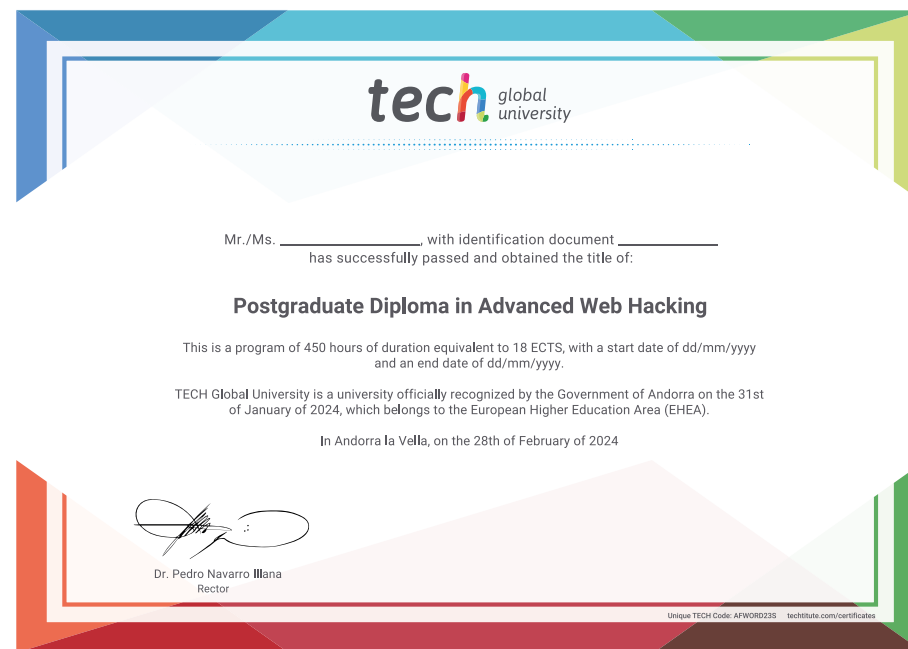 tech global
university
Mr./Ms. ____________________, with identification document ______________
has successfully passed and obtained the title of:
Postgraduate Diploma in Advanced Web Hacking
This is a program of 450 hours of duration equivalent to 18 ECTS, with a start date of dd/mm/yyyy
and an end date of dd/mm/yyyy.
TECH Global University is a university officially recognized by the Government of Andorra on the 31st
of January of 2024, which belongs to the European Higher Education Area (EHEA).
In Andorra la Vella, on the 28th of February of 2024
Dr. Pedro Navarro Illana
Rector
Unique TECH Code: AFWORD23S techtitute.com/certificates